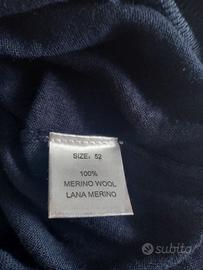 SIZE: 52
100%
MERINO WOOL
LANA MERINO
subito